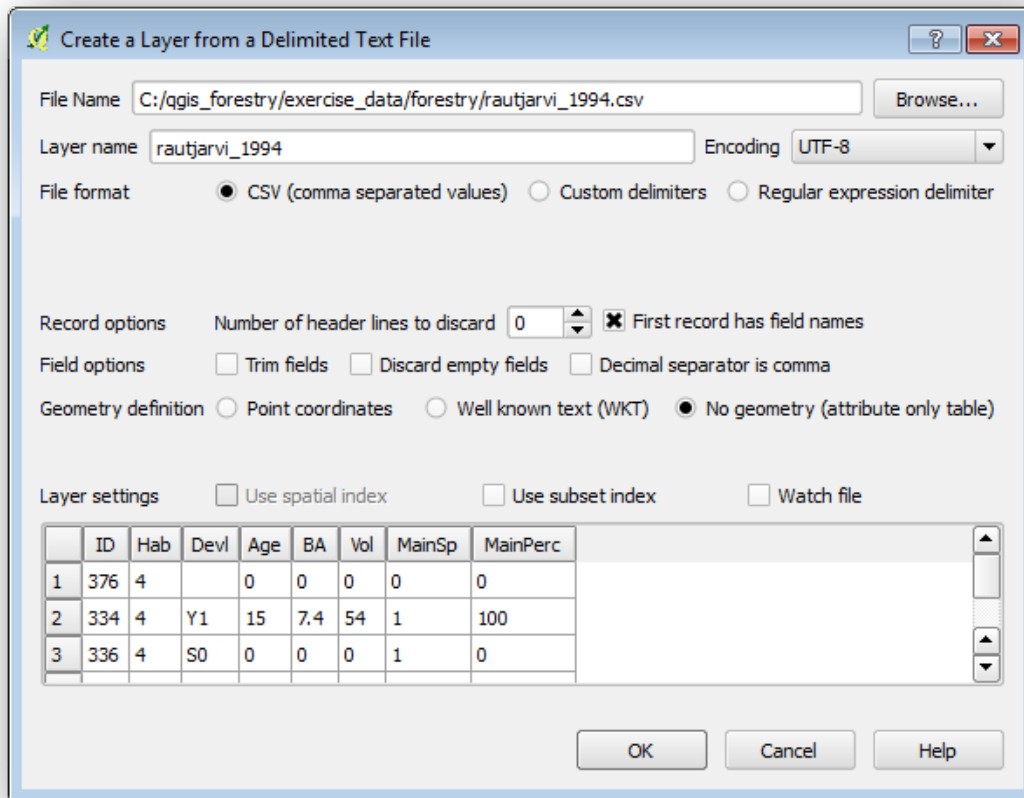 Create a Layer from a Delimited Text File
File Name C:/qgis_forestry/exercise_data/forestry/rautjarvi_1994.csv Browse...
Layer name rautjarvi_1994 Encoding UTF-8
File format CSV (comma separated values) Custom delimiters Regular expression delimiter
Record options Number of header lines to discard 0 First record has field names
Field options Trim fields Discard empty fields Decimal separator is comma
Geometry definition Point coordinates Well known text (WKT) No geometry (attribute only table)
Layer settings Use spatial index Use subset index Watch file
ID Hab Devl Age BA Vol MainSp MainPerc
1 376 4 0 0 0 0 0
2 334 4 Y1 15 7.4 54 1 100
3 336 4 S0 0 0 0 1 0
OK Cancel Help